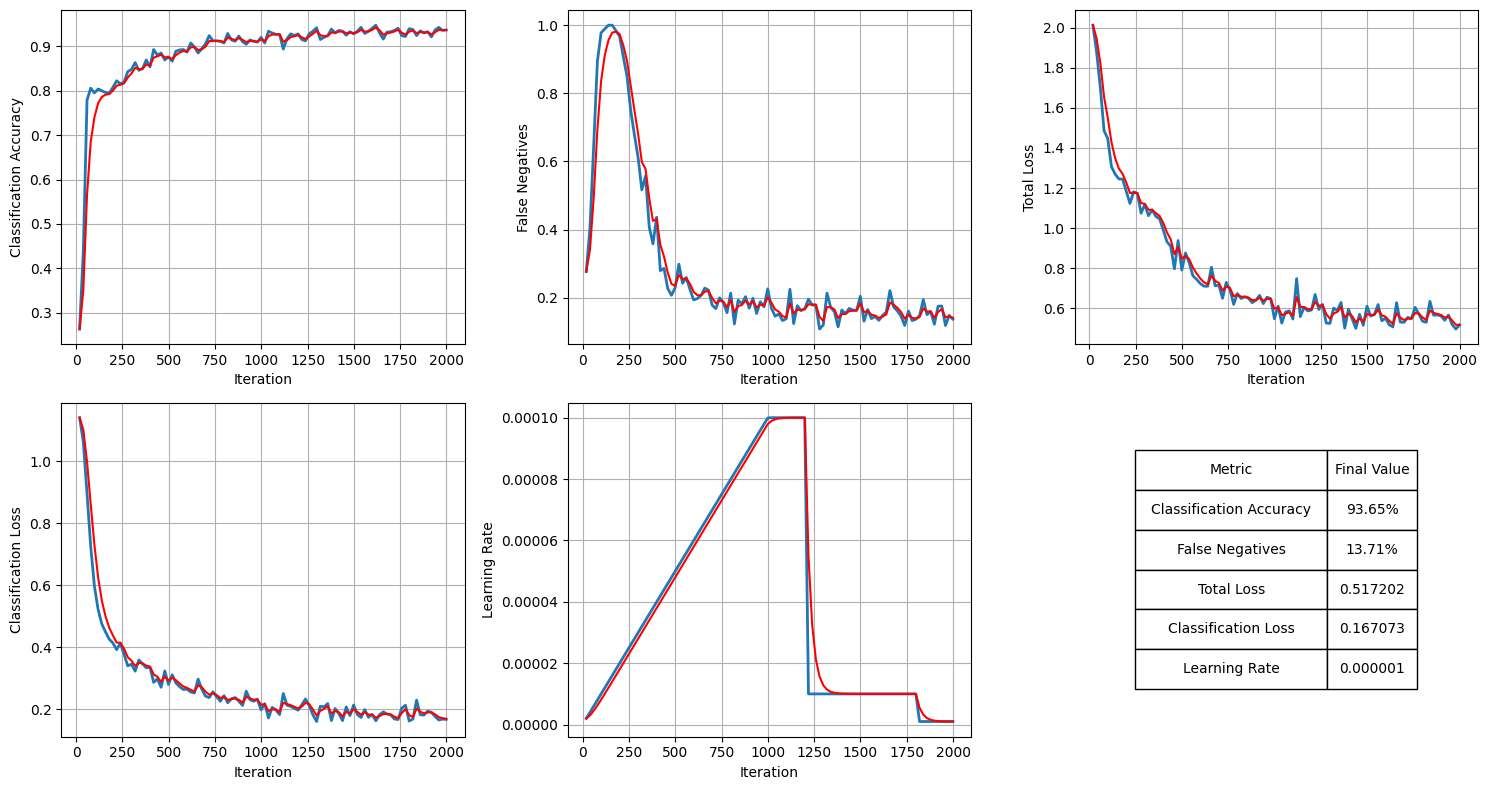 Classification Accuracy
0.9
0.8
0.7
0.6
0.5
0.4
0.3
0 250 500 750 1000 1250 1500 1750 2000
Iteration
False Negatives
1.0
0.8
0.6
0.4
0.2
0 250 500 750 1000 1250 1500 1750 2000
Iteration
Total Loss
2.0
1.8
1.6
1.4
1.2
1.0
0.8
0.6
0 250 500 750 1000 1250 1500 1750 2000
Iteration
Classification Loss
1.0
0.8
0.6
0.4
0.2
0 250 500 750 1000 1250 1500 1750 2000
Iteration
Learning Rate
0.00010
0.00008
0.00006
0.00004
0.00002
0.00000
0 250 500 750 1000 1250 1500 1750 2000
Iteration
Metric Final Value
Classification Accuracy 93.65%
False Negatives 13.71%
Total Loss 0.517202
Classification Loss 0.167073
Learning Rate 0.000001